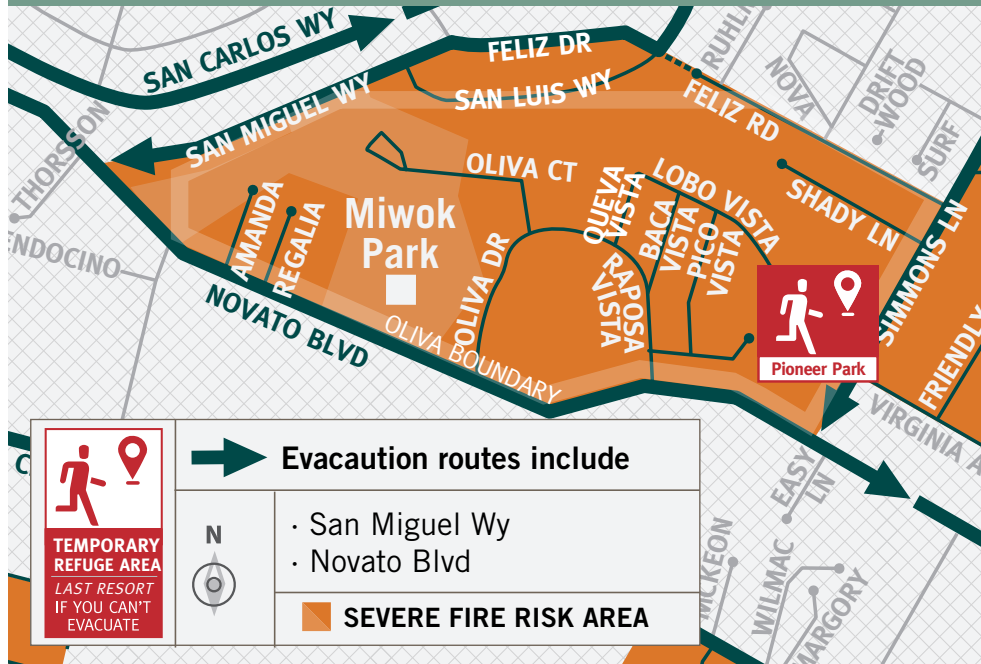 SAN CARLOS WY
FELIZ DR
RUHLIN
SAN LUIS WY
NOVA
DRIFT
WOOD
SAN MIGUEL WY
FELIZ RD
SURF
THORSSON
OLIVA CT
LOBO VISTA
SHADY LN
QUEVA
VISTA
BACA
VISTA
PICO
VISTA
AMANDA
REGALIA
Miwok
Park
ENDOCINO
OLIVA DR
RAPOSA
VISTA
SIMMONS LN
NOVATO BLVD
OLIVA BOUNDARY
Pioneer Park
FRIENDLY
VIRGINIA A
C
EASY
LN
MCKEON
WILMAC
MARGORY
TEMPORARY
REFUGE AREA
LAST RESORT
IF YOU CAN'T
EVACUATE
Evacaution routes include
N
· San Miguel Wy
· Novato Blvd
SEVERE FIRE RISK AREA